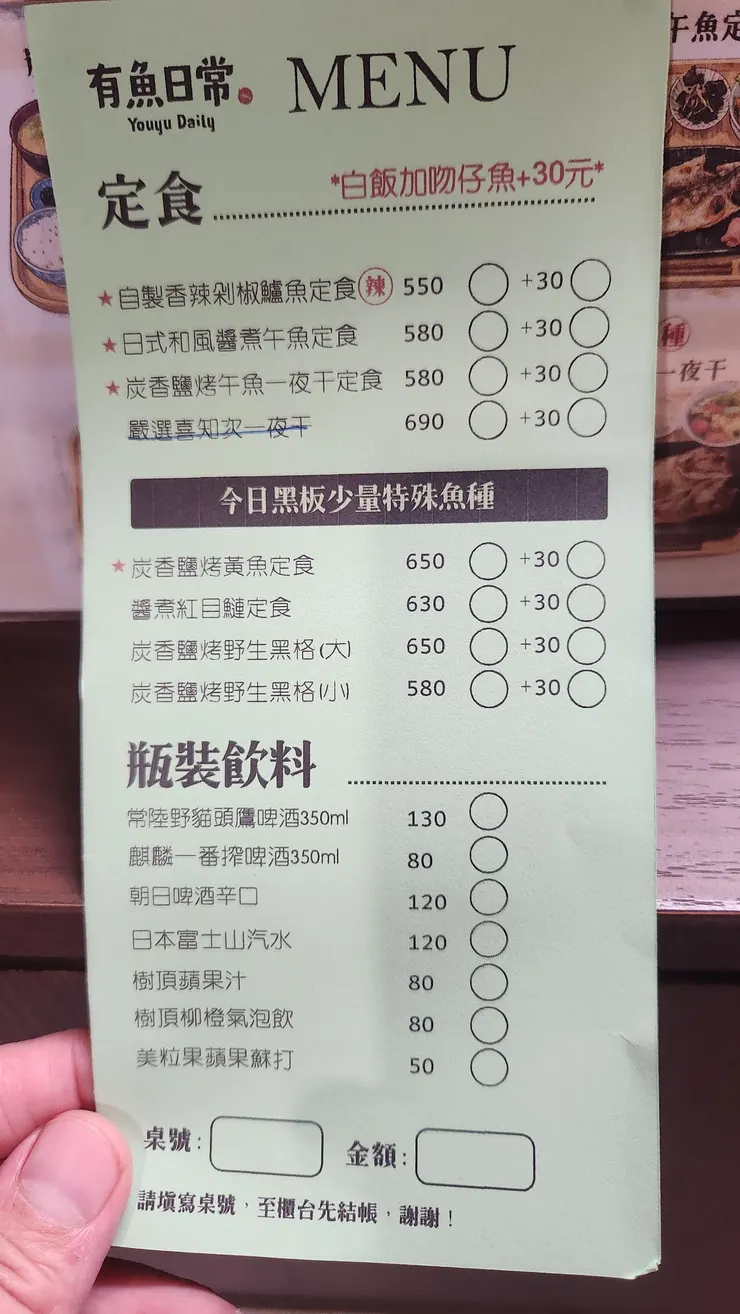 有魚日常
Youyu Daily
MENU
定食
*白飯加吻仔魚+30元*
★自製香辣剁椒鱸魚定食 辣 550 +30
★日式和風醬煮午魚定食 580 +30
★炭香鹽烤午魚一夜干定食 580 +30
嚴選喜知次一夜干 690 +30
今日黑板少量特殊魚種
★炭香鹽烤黃魚定食 650 +30
醬煮紅目鰱定食 630 +30
炭香鹽烤野生黑格(大) 650 +30
炭香鹽烤野生黑格(小) 580 +30
瓶裝飲料
常陸野貓頭鷹啤酒350ml 130
麒麟一番搾啤酒350ml 80
朝日啤酒辛口 120
日本富士山汽水 120
樹頂蘋果汁 80
樹頂柳橙氣泡飲 80
美粒果蘋果蘇打 50
桌號: 金額:
請填寫桌號,至櫃台先結帳,謝謝!
午魚定
種
一夜干